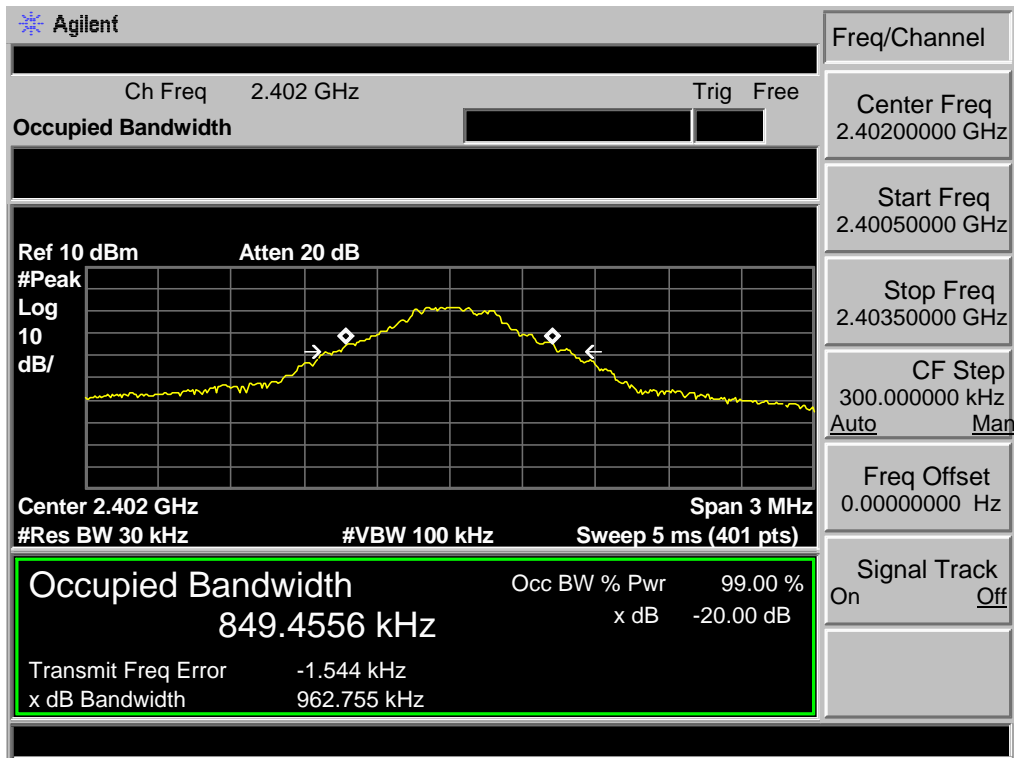 Agilent
Freq/Channel
Ch Freq 2.402 GHz Trig Free
Occupied Bandwidth
Center Freq
2.40200000 GHz
Start Freq
2.40050000 GHz
Stop Freq
2.40350000 GHz
CF Step
300.000000 kHz
Auto Man
Freq Offset
0.00000000 Hz
Signal Track
On Off
Ref 10 dBm Atten 20 dB
#Peak
Log
10
dB/
Center 2.402 GHz Span 3 MHz
#Res BW 30 kHz #VBW 100 kHz Sweep 5 ms (401 pts)
Occupied Bandwidth Occ BW % Pwr 99.00 %
849.4556 kHz x dB -20.00 dB
Transmit Freq Error -1.544 kHz
x dB Bandwidth 962.755 kHz